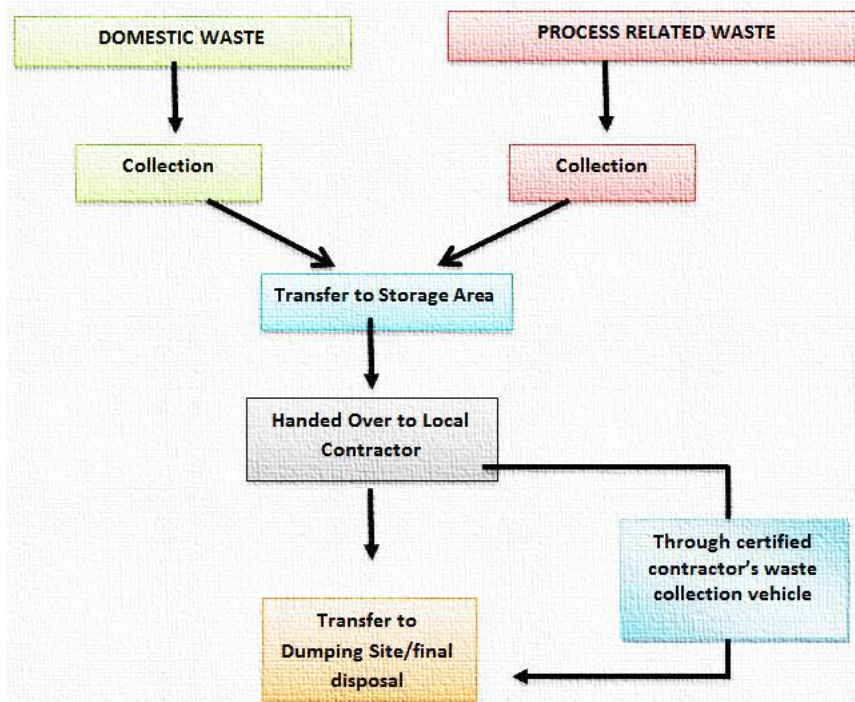 DOMESTIC WASTE
PROCESS RELATED WASTE
Collection
Collection
Transfer to Storage Area
Handed Over to Local
Contractor
Through certified
contractor's waste
collection vehicle
Transfer to
Dumping Site/final
disposal